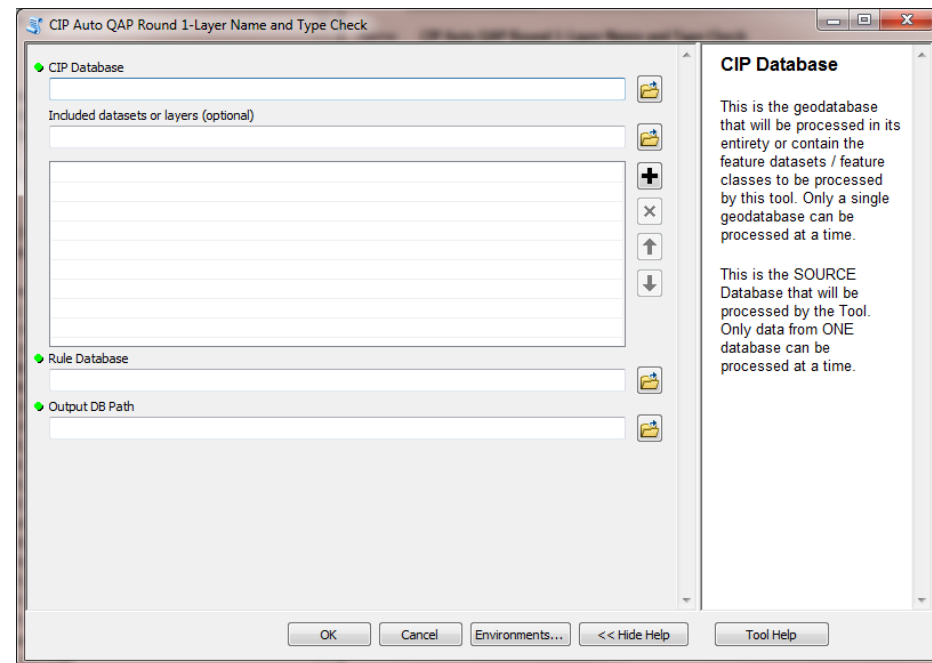 CIP Auto QAP Round 1-Layer Name and Type Check
CIP Database
Included datasets or layers (optional)
Rule Database
Output DB Path
CIP Database
This is the geodatabase
that will be processed in its
entirety or contain the
feature datasets / feature
classes to be processed
by this tool. Only a single
geodatabase can be
processed at a time.
This is the SOURCE
Database that will be
processed by the Tool.
Only data from ONE
database can be
processed at a time.
OK
Cancel
Environments...
<< Hide Help
Tool Help